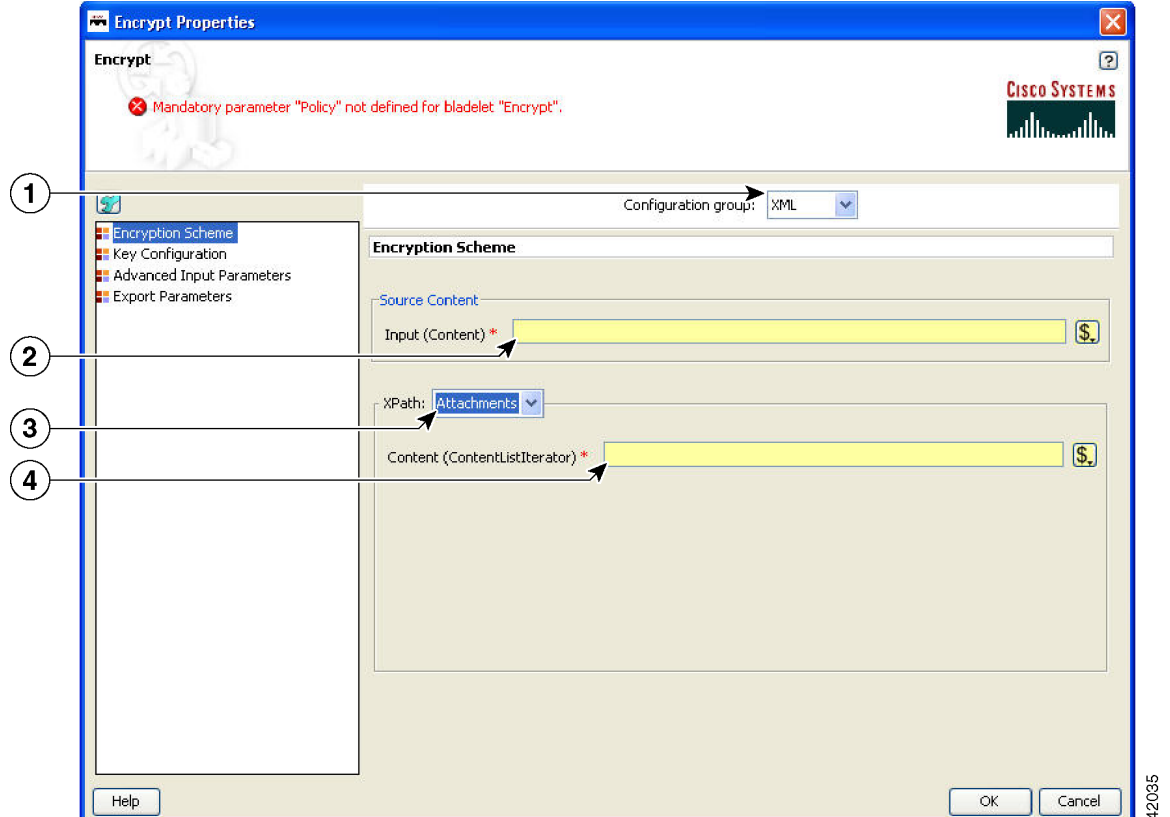 Encrypt Properties
Encrypt
?
Mandatory parameter "Policy" not defined for bladelet "Encrypt".
CISCO SYSTEMS
1
Configuration group: XML
Encryption Scheme
Key Configuration
Advanced Input Parameters
Export Parameters
Encryption Scheme
Source Content
Input (Content) *
$
2
XPath: Attachments
3
Content (ContentListIterator) *
$
4
Help
OK
Cancel
42035